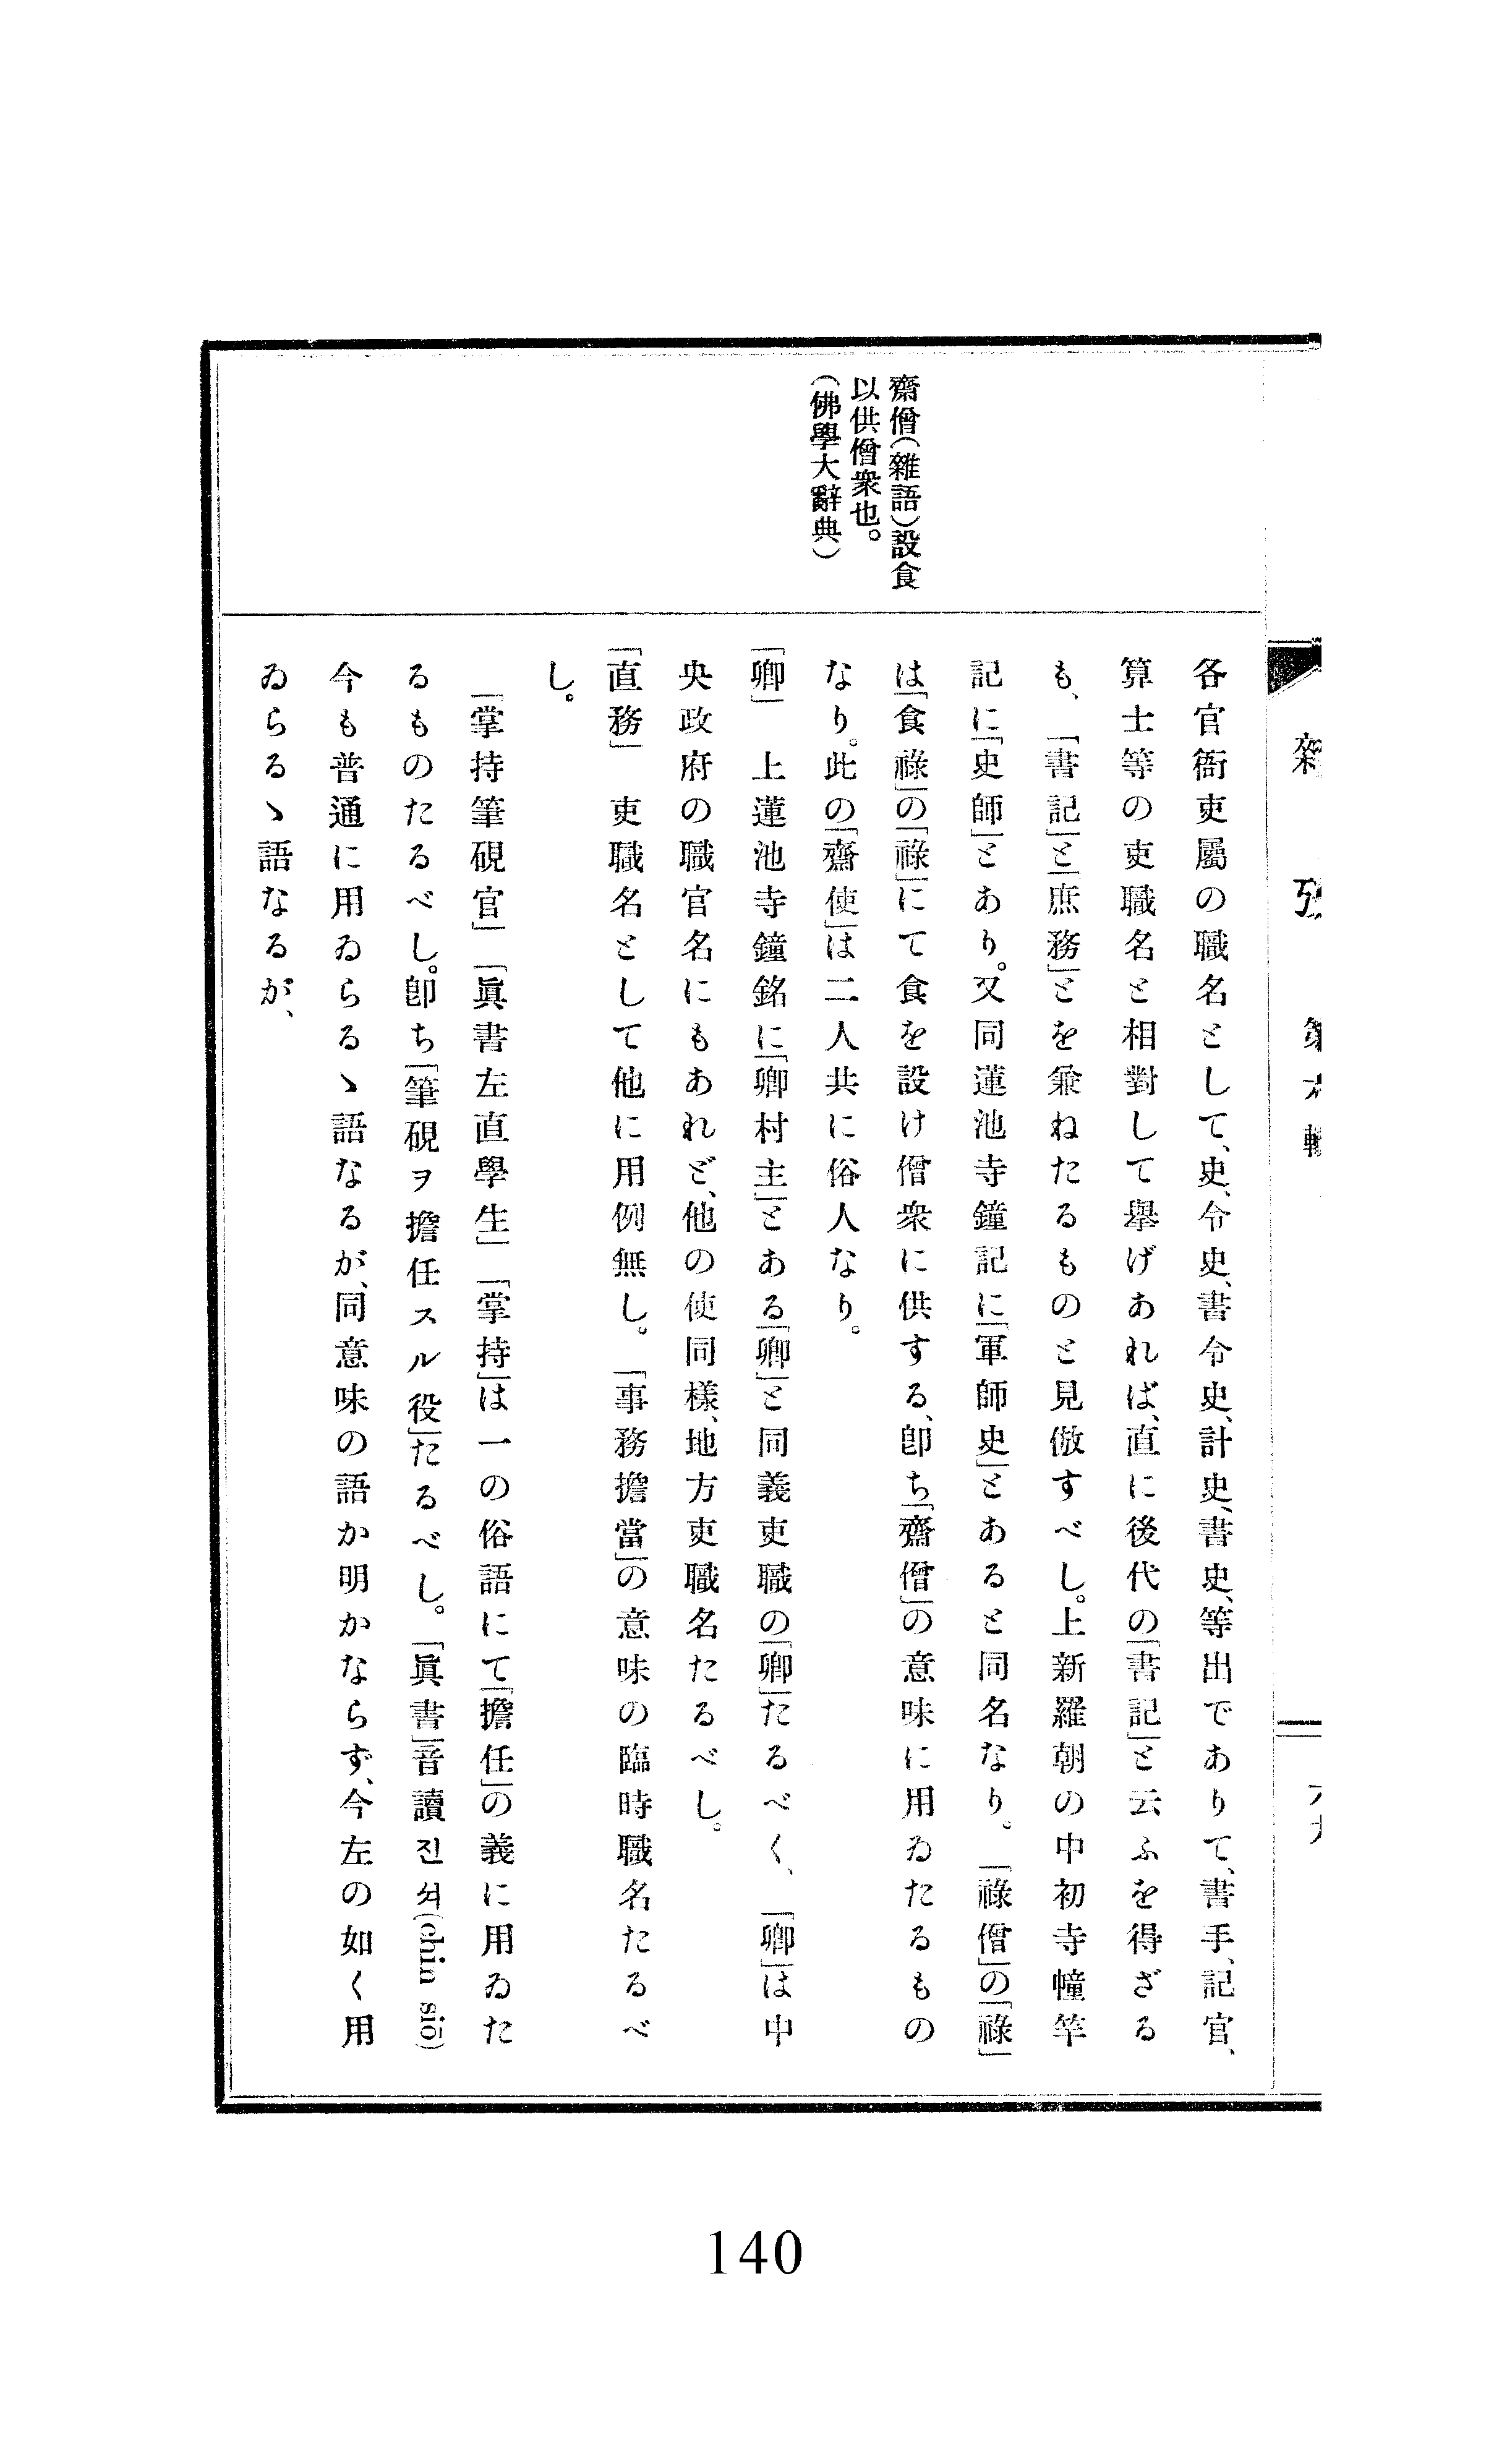 齋僧(雜語)設食
以供僧衆也。
(佛學大辭典)
各官衙吏屬の職名として、史、令史、書令史、計史、書史、等出でありて、書手、記官、
算士等の吏職名と相對して擧げあれば、直に後代の「書記」と云ふを得ざる
も、「書記」と「庶務」とを兼ねたるものと見倣すべし。上新羅朝の中初寺幢竿
記に「史師」とあり。又同蓮池寺鐘記に「軍師史」とあると同名なり。「祿僧」の「祿」
は「食祿」の「祿」にて食を設け僧衆に供する、卽ち「齋僧」の意味に用ゐたるもの
なり。此の「齋使」は二人共に俗人なり。
「卿」　上蓮池寺鐘銘に「卿村主」とある「卿」と同義吏職の「卿」たるべく、「卿」は中
央政府の職官名にもあれど、他の使同樣、地方吏職名たるべし。
「直務」　吏職名として他に用例無し。「事務擔當」の意味の臨時職名たるべ
し。
「掌持筆硯官」「眞書左直學生」「掌持」は一の俗語にて「擔任」の義に用ゐた
るものたるべし。卽ち「筆硯ヲ擔任スル役」たるべし。「眞書」音讀진셔(chin sio)
今も普通に用ゐらるゝ語なるが、同意味の語か明かならず、今左の如く用
ゐらるゝ語なるが、
140